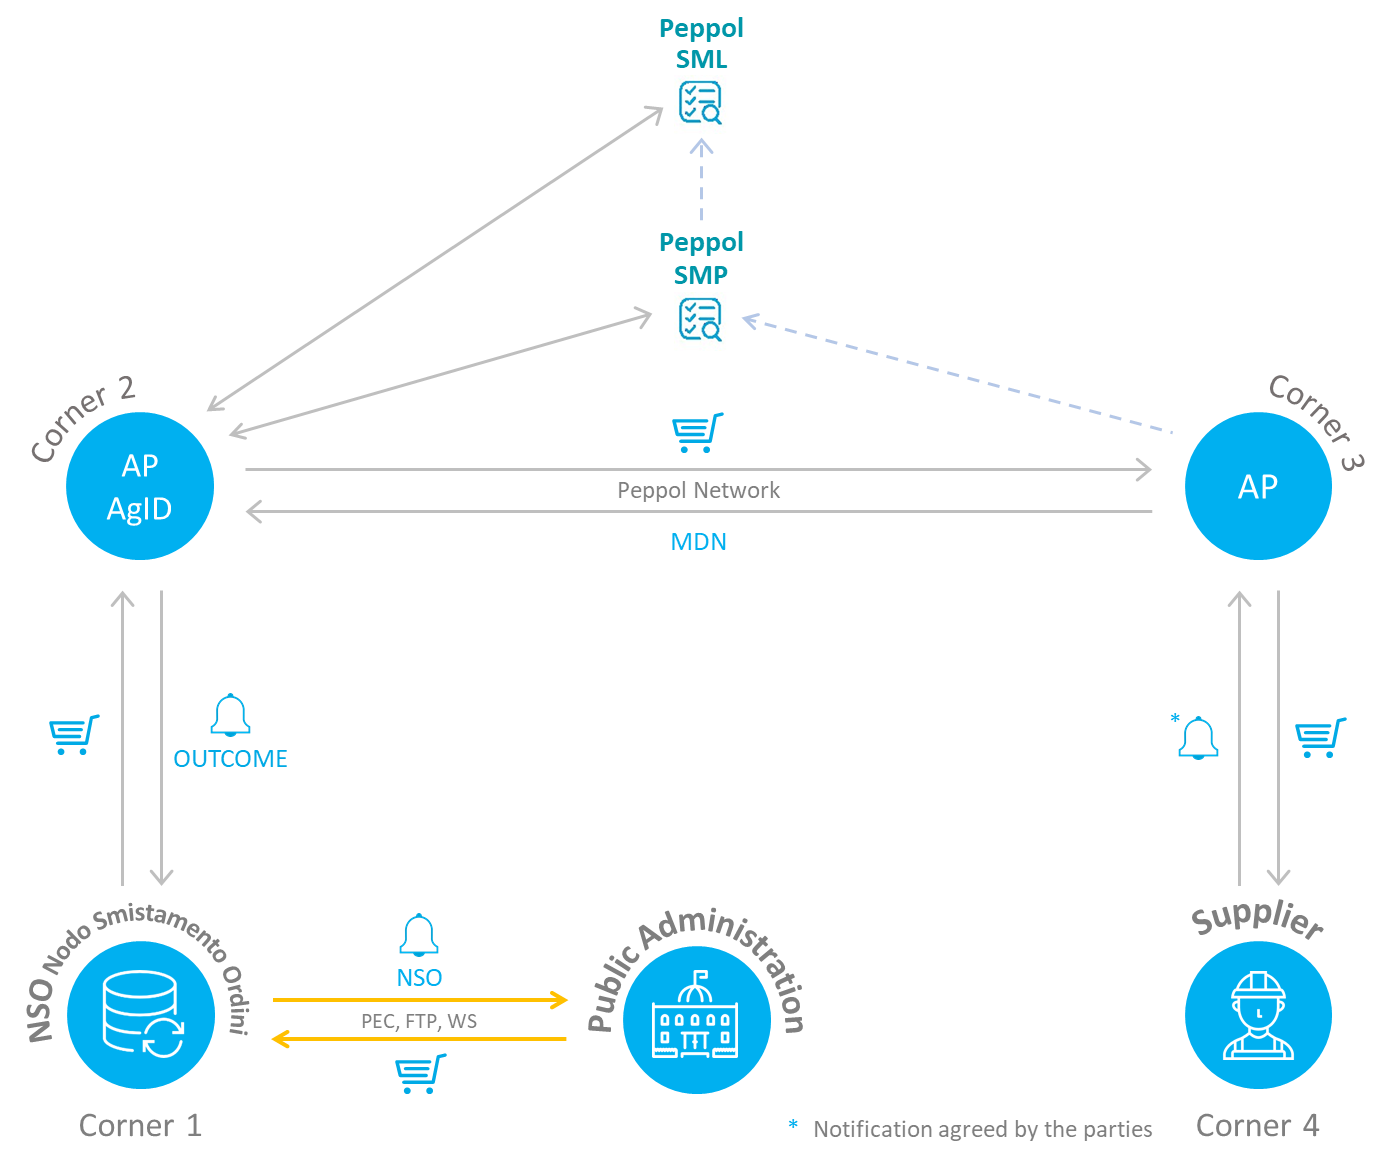 Peppol
SML
Peppol
SMP
Corner 2
Corner 3
AP
AgID
AP
Peppol Network
MDN
OUTCOME
*
NSO Nodo Smistamento Ordini
Public Administration
Supplier
NSO
PEC, FTP, WS
Corner 1
* Notification agreed by the parties
Corner 4